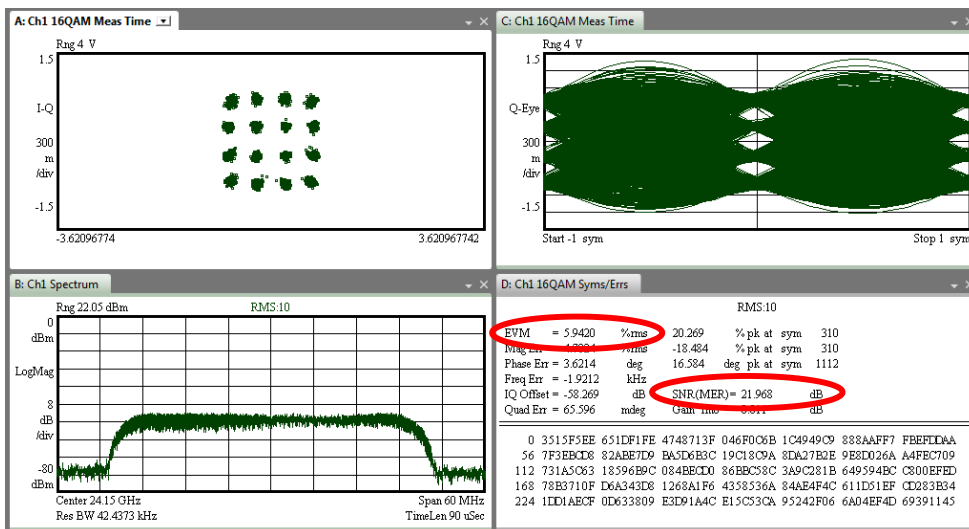 A: Ch1 16QAM Meas Time
Rng 4 V
1.5
I-Q
300
m
/div
-1.5
-3.62096774
3.620967742
C: Ch1 16QAM Meas Time
Rng 4 V
1.5
Q-Eye
300
m
/div
-1.5
Start -1 sym
Stop 1 sym
B: Ch1 Spectrum
Rng 22.05 dBm
RMS:10
0
dBm
LogMag
8
dB
/div
-80
dBm
Center 24.15 GHz
Span 60 MHz
Res BW 42.4373 kHz
TimeLen 90 uSec
D: Ch1 16QAM Syms/Errs
RMS:10
EVM = 5.9420 %rms 20.269 % pk at sym 310
Mag Err %rms -18.484 % pk at sym 310
Phase Err = 3.6214 deg 16.584 deg pk at sym 1112
Freq Err = -1.9212 kHz
IQ Offset = -58.269 dB SNR(MER)= 21.968 dB
Quad Err = 65.596 mdeg Gain dB
0 3515F5EE 651DF1FE 4748713F 046F0C6B 1C4949C9 888AAFF7 FBEFDDAA
56 7F3EBCD8 82ABE7D9 BA5D6B3C 19C18C9A 8DA27B2E 9E8D026A A4FEC709
112 731A5C63 18596B9C 084BECD0 86BBC58C 3A9C281B 649594BC C800EFED
168 78B3710F D6A343D8 1268A1F6 4358536A 84AE4F4C 611D51EF CD283B34
224 1DD1AECF 0D633809 E3D91A4C E15C53CA 95242F06 6A04EF4D 69391145